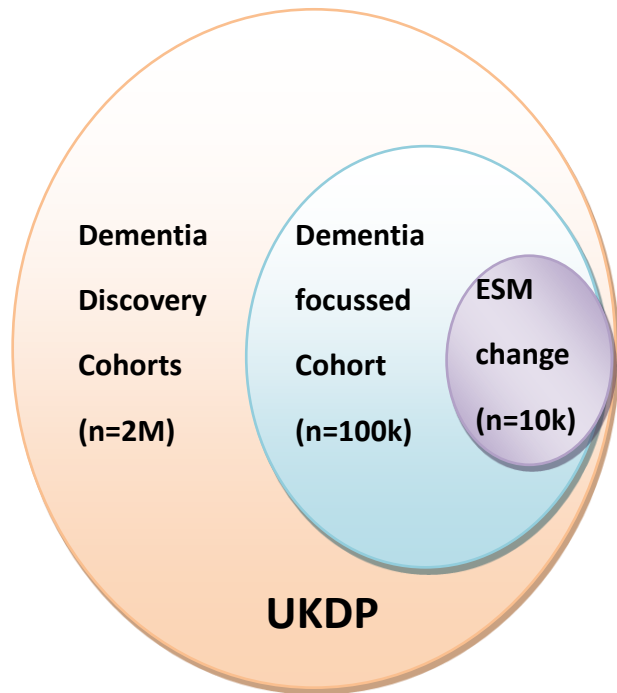 Dementia
Discovery
Cohorts
(n=2M)
Dementia
focussed
Cohort
(n=100k)
ESM
change
(n=10k)
UKDP